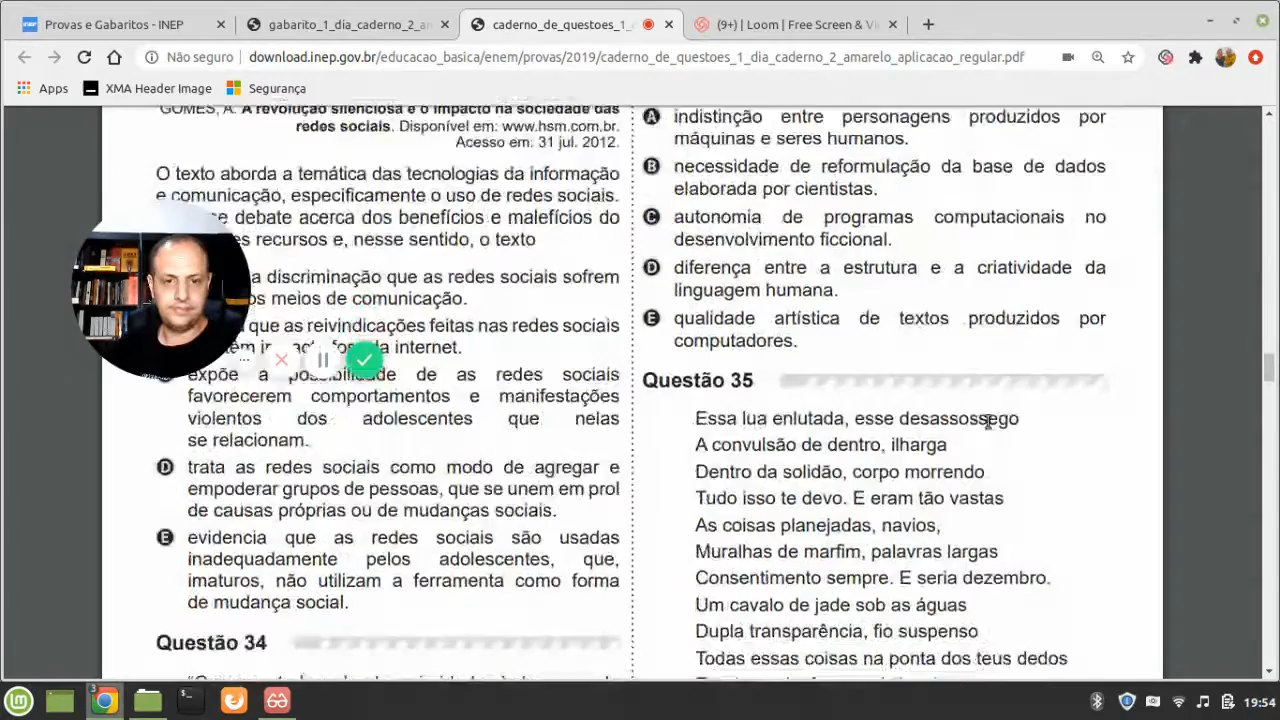 Provas e Gabaritos - INEP
gabarito_1_dia_caderno_2_am
caderno_de_questoes_1_
(9+) Loom | Free Screen & Vi
Não seguro
download.inep.gov.br/educacao_basica/enem/provas/2019/caderno_de_questoes_1_dia_caderno_2_amarelo_aplicacao_regular.pdf
Apps
XMA Header Image
Segurança
GOMES, A. A revolução silenciosa e o impacto na sociedade das
redes sociais. Disponível em: www.hsm.com.br.
Acesso em: 31 jul. 2012.
O texto aborda a temática das tecnologias da informação
e comunicação, especificamente o uso de redes sociais.
se debate acerca dos benefícios e malefícios do
es recursos e, nesse sentido, o texto
a discriminação que as redes sociais sofrem
os meios de comunicação.
que as reivindicações feitas nas redes sociais
da internet.
expõe a possibilidade de as redes sociais
favorecerem comportamentos e manifestações
violentos dos adolescentes que nelas
se relacionam.
D trata as redes sociais como modo de agregar e
empoderar grupos de pessoas, que se unem em prol
de causas próprias ou de mudanças sociais.
E evidencia que as redes sociais são usadas
inadequadamente pelos adolescentes, que,
imaturos, não utilizam a ferramenta como forma
de mudança social.
Questão 34
A indistinção entre personagens produzidos por
máquinas e seres humanos.
B necessidade de reformulação da base de dados
elaborada por cientistas.
C autonomia de programas computacionais no
desenvolvimento ficcional.
D diferença entre a estrutura e a criatividade da
linguagem humana.
E qualidade artística de textos produzidos por
computadores.
Questão 35
Essa lua enlutada, esse desassossego
A convulsão de dentro, ilharga
Dentro da solidão, corpo morrendo
Tudo isso te devo. E eram tão vastas
As coisas planejadas, navios,
Muralhas de marfim, palavras largas
Consentimento sempre. E seria dezembro.
Um cavalo de jade sob as águas
Dupla transparência, fio suspenso
Todas essas coisas na ponta dos teus dedos
3
19:54